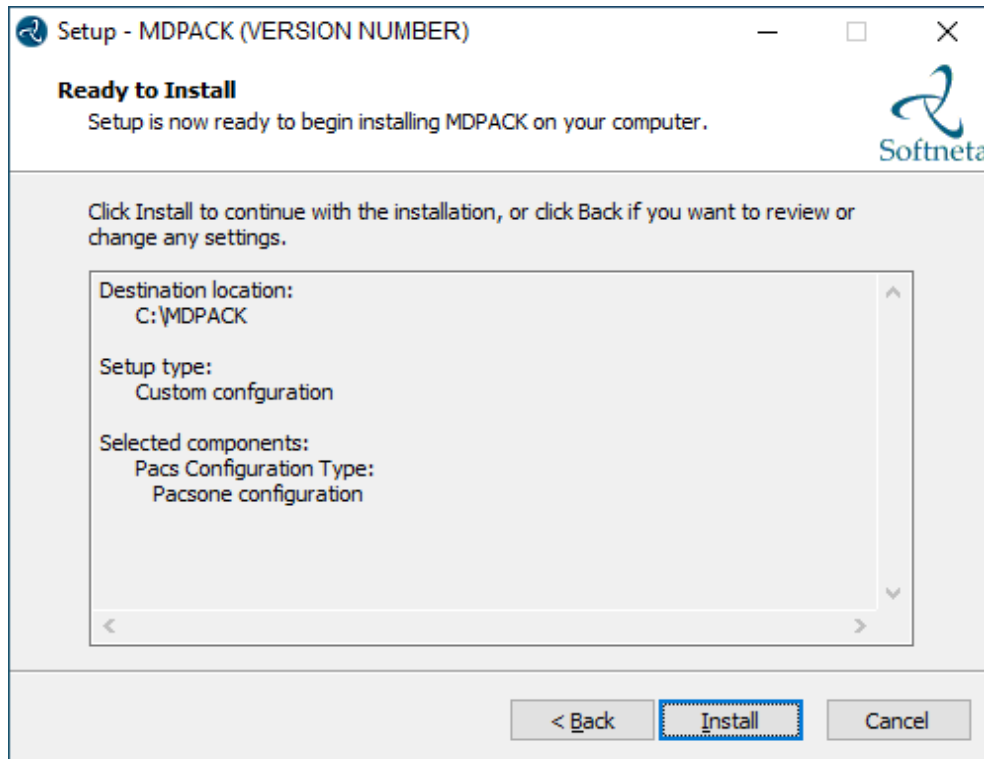 Setup - MDPACK (VERSION NUMBER)
Ready to Install
Setup is now ready to begin installing MDPACK on your computer.
Softneta
Click Install to continue with the installation, or click Back if you want to review or
change any settings.
Destination location:
C:\MDPACK
Setup type:
Custom confguration
Selected components:
Pacs Configuration Type:
Pacsone configuration
< Back
Install
Cancel